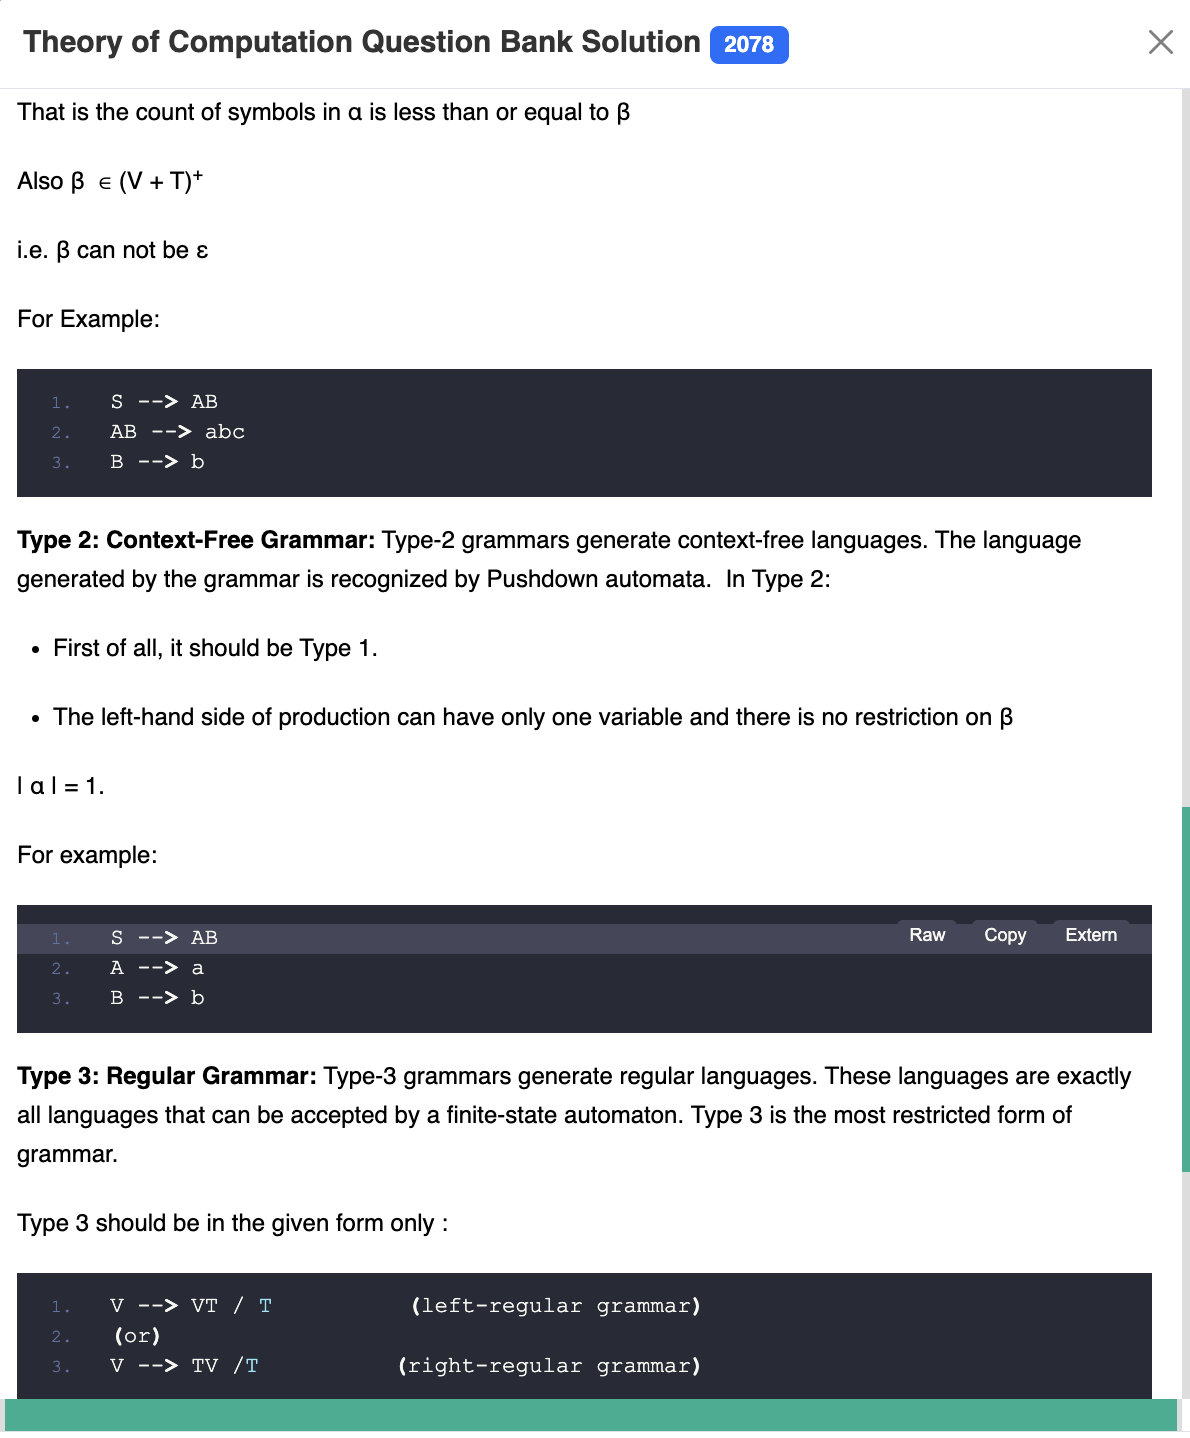 Theory of Computation Question Bank Solution 2078
That is the count of symbols in α is less than or equal to β
Also β ∈ (V + T)⁺
i.e. β can not be ε
For Example:
1. S --> AB
2. AB --> abc
3. B --> b
Type 2: Context-Free Grammar: Type-2 grammars generate context-free languages. The language
generated by the grammar is recognized by Pushdown automata. In Type 2:
• First of all, it should be Type 1.
• The left-hand side of production can have only one variable and there is no restriction on β
| α | = 1.
For example:
1. S --> AB Raw Copy Extern
2. A --> a
3. B --> b
Type 3: Regular Grammar: Type-3 grammars generate regular languages. These languages are exactly
all languages that can be accepted by a finite-state automaton. Type 3 is the most restricted form of
grammar.
Type 3 should be in the given form only :
1. V --> VT / T (left-regular grammar)
2. (or)
3. V --> TV /T (right-regular grammar)